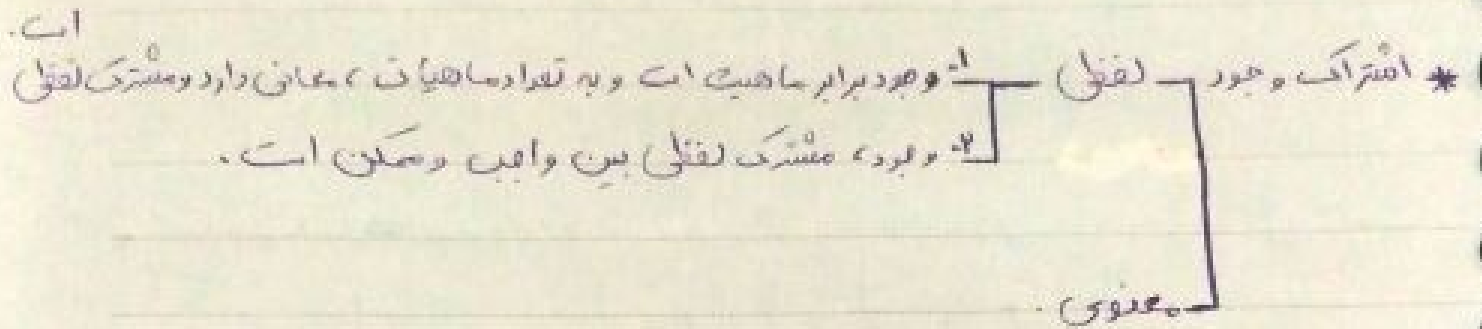 * اشتراک وجود لفظی ۱. وجود برابر ماهیت است و به تعداد ماهیات، معانی دارد و مشترک لفظی است.
۲. وجود، مشترک لفظی بین واجب و ممکن است.
معنوی.